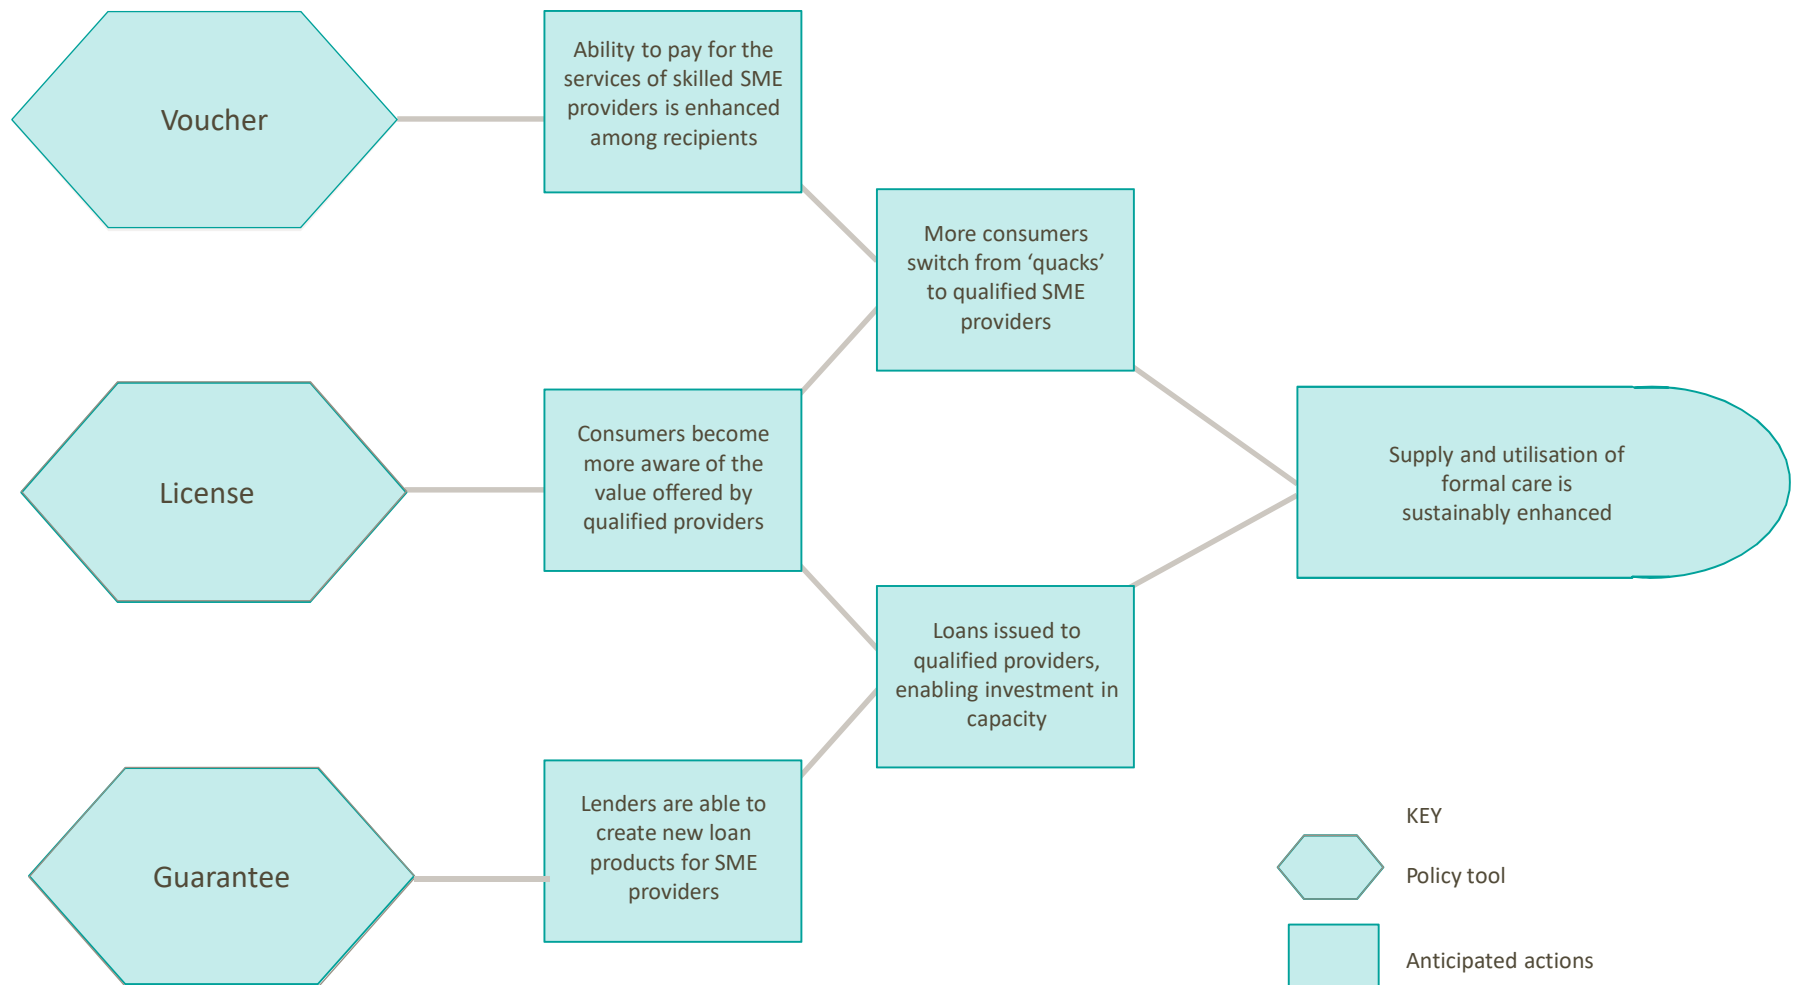 Voucher
Ability to pay for the
services of skilled SME
providers is enhanced
among recipients
More consumers
switch from ‘quacks’
to qualified SME
providers
License
Consumers become
more aware of the
value offered by
qualified providers
Supply and utilisation of
formal care is
sustainably enhanced
Loans issued to
qualified providers,
enabling investment in
capacity
Guarantee
Lenders are able to
create new loan
products for SME
providers
KEY
Policy tool
Anticipated actions